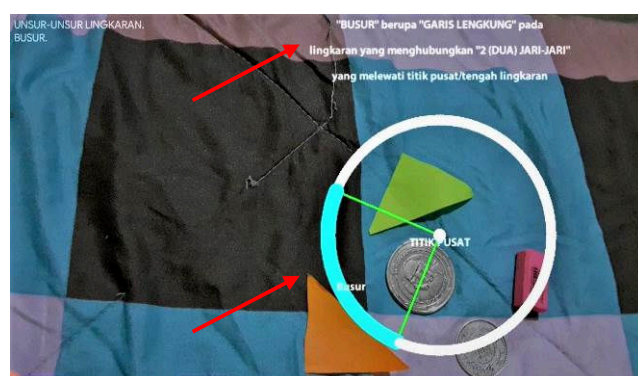 UNSUR-UNSUR LINGKARAN.
BUSUR.
"BUSUR" berupa "GARIS LENGKUNG" pada
lingkaran yang menghubungkan "2 (DUA) JARI-JARI"
yang melewati titik pusat/tengah lingkaran
TITIK PUSAT
Busur